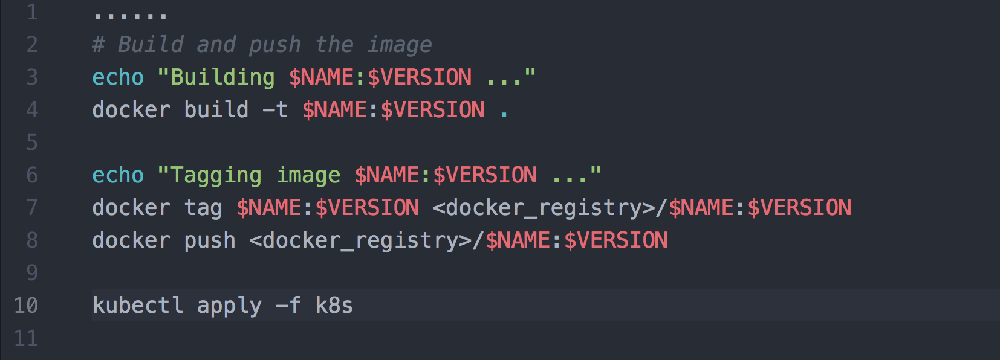 1 ......
2 # Build and push the image
3 echo "Building $NAME:$VERSION ..."
4 docker build -t $NAME:$VERSION .
5
6 echo "Tagging image $NAME:$VERSION ..."
7 docker tag $NAME:$VERSION <docker_registry>/$NAME:$VERSION
8 docker push <docker_registry>/$NAME:$VERSION
9
10 kubectl apply -f k8s
11